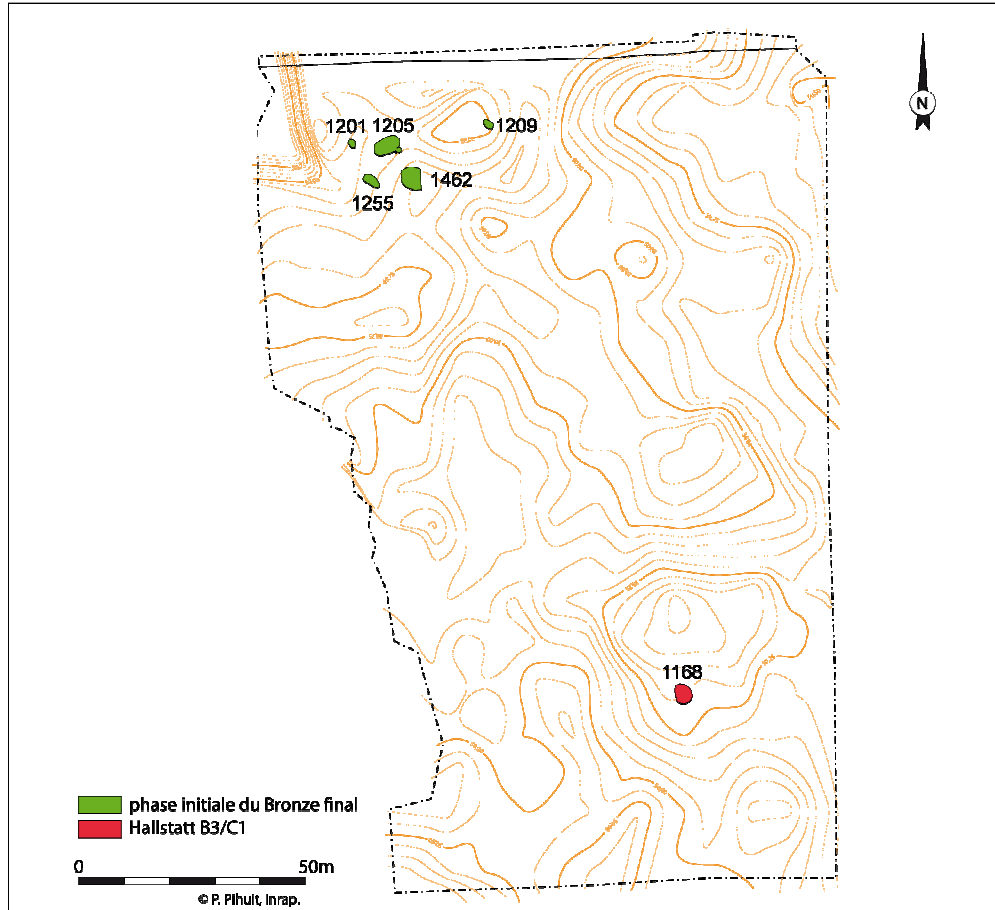 N
1201 1205
1209
1462
1255
1168
phase initiale du Bronze final
Hallstatt B3/C1
0 50m
© P. Pihuit, Inrap.